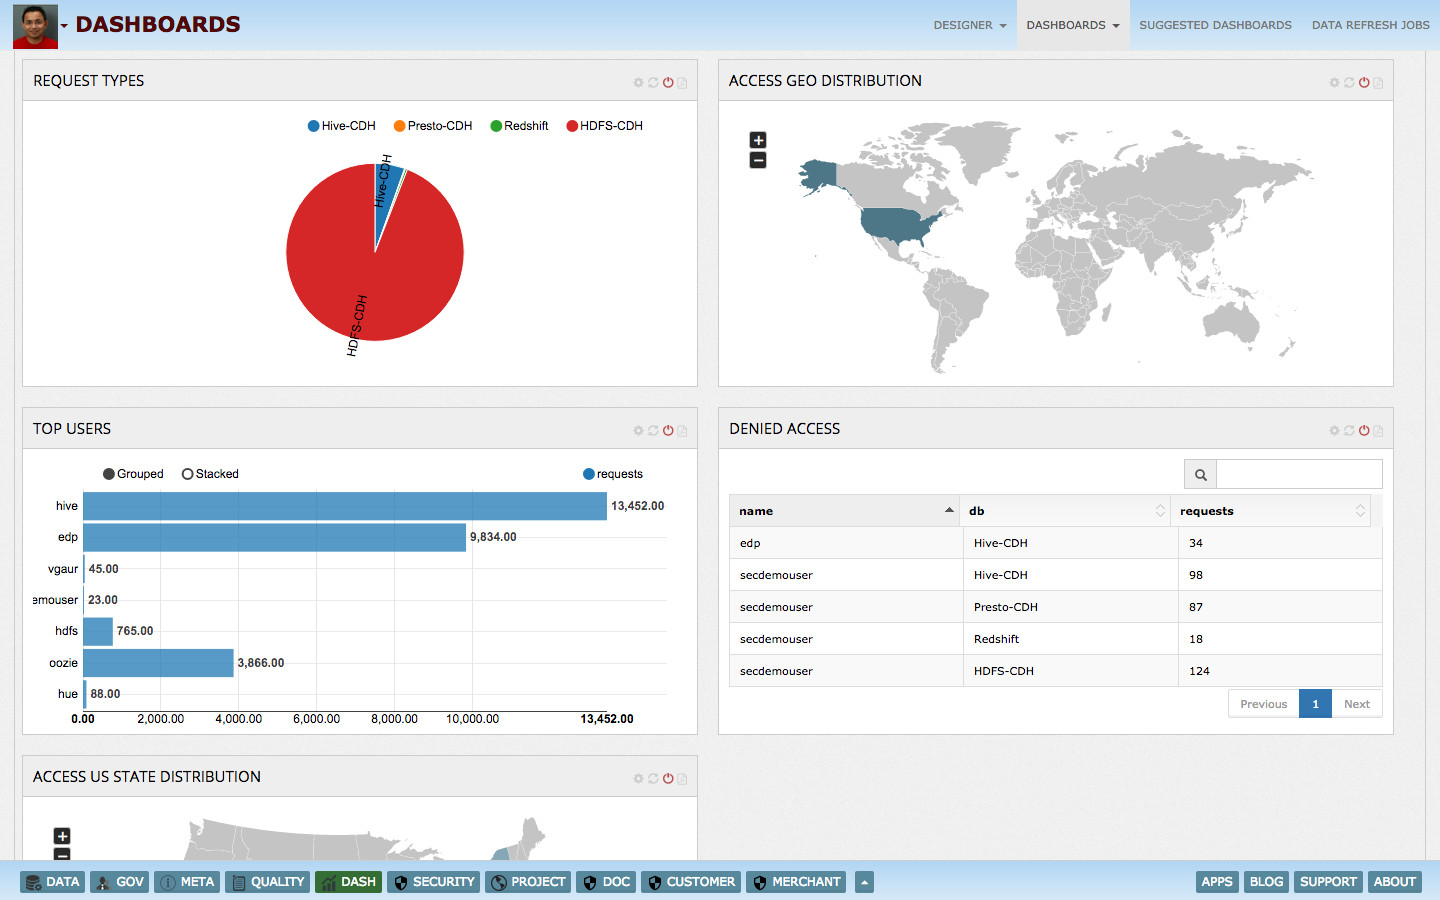 DASHBOARDS
DESIGNER DASHBOARDS SUGGESTED DASHBOARDS DATA REFRESH JOBS
REQUEST TYPES
Hive-CDH Presto-CDH Redshift HDFS-CDH
Hive-CDH
HDFS-CDH
ACCESS GEO DISTRIBUTION
+
−
TOP USERS
Grouped Stacked requests
hive 13,452.00
edp 9,834.00
vgaur 45.00
emouser 23.00
hdfs 765.00
oozie 3,866.00
hue 88.00
0.00 2,000.00 4,000.00 6,000.00 8,000.00 10,000.00 13,452.00
DENIED ACCESS
name db requests
edp Hive-CDH 34
secdemouser Hive-CDH 98
secdemouser Presto-CDH 87
secdemouser Redshift 18
secdemouser HDFS-CDH 124
Previous 1 Next
ACCESS US STATE DISTRIBUTION
+
−
DATA GOV META QUALITY DASH SECURITY PROJECT DOC CUSTOMER MERCHANT
APPS BLOG SUPPORT ABOUT